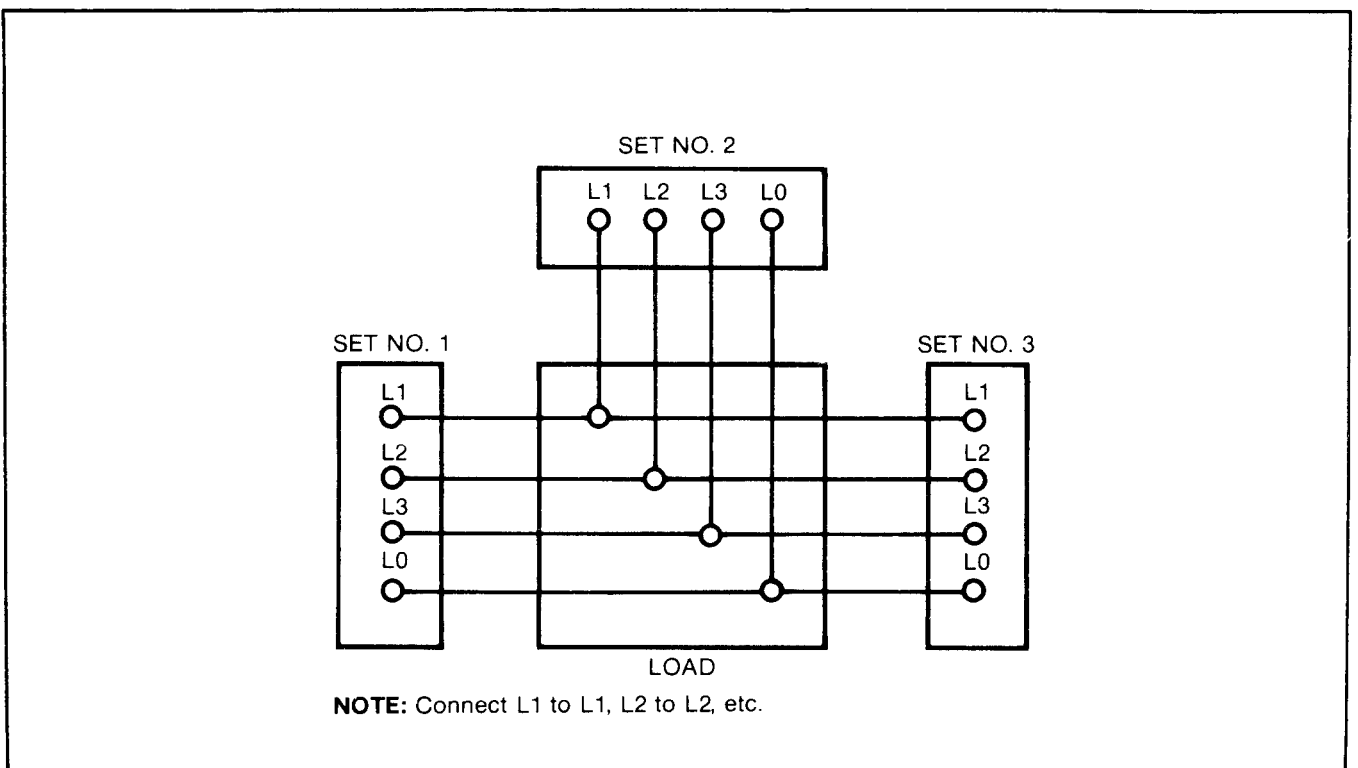 SET NO. 2
L1 L2 L3 L0
SET NO. 1
L1
L2
L3
L0
SET NO. 3
L1
L2
L3
L0
LOAD
NOTE: Connect L1 to L1, L2 to L2, etc.